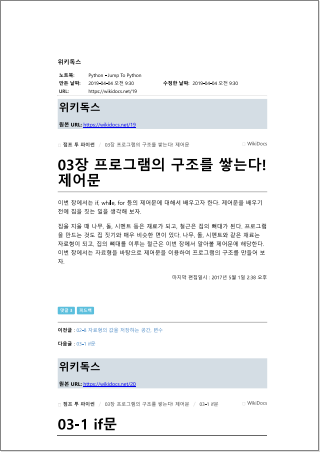 위키독스
노트북: Python - Jump To Python
만든 날짜: 2019-04-04 오전 9:30 수정한 날짜: 2019-04-04 오전 9:30
URL: https://wikidocs.net/19
위키독스
원본 URL: https://wikidocs.net/19
점프 투 파이썬 / 03장 프로그램의 구조를 쌓는다! 제어문 WikiDocs
03장 프로그램의 구조를 쌓는다!
제어문
이번 장에서는 if, while, for 등의 제어문에 대해서 배우고자 한다. 제어문을 배우기
전에 집을 짓는 일을 생각해 보자.
집을 지을 때 나무, 돌, 시멘트 등은 재료가 되고, 철근은 집의 뼈대가 된다. 프로그램
을 만드는 것도 집 짓기와 매우 비슷한 면이 있다. 나무, 돌, 시멘트와 같은 재료는
자료형이 되고, 집의 뼈대를 이루는 철근은 이번 장에서 알아볼 제어문에 해당한다.
이번 장에서는 자료형을 바탕으로 제어문을 이용하여 프로그램의 구조를 만들어 보
자.
마지막 편집일시 : 2017년 5월 1일 2:38 오후
댓글 4 피드백
이전글 : 02-8 자료형의 값을 저장하는 공간, 변수
다음글 : 03-1 if문
위키독스
원본 URL: https://wikidocs.net/20
점프 투 파이썬 / 03장 프로그램의 구조를 쌓는다! 제어문 / 03-1 if문 WikiDocs
03-1 if문